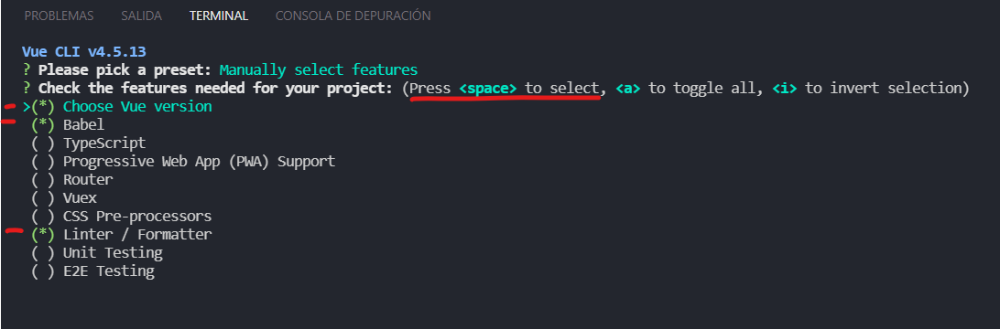 PROBLEMAS SALIDA TERMINAL CONSOLA DE DEPURACIÓN
Vue CLI v4.5.13
? Please pick a preset: Manually select features
? Check the features needed for your project: (Press <space> to select, <a> to toggle all, <i> to invert selection)
>(*) Choose Vue version
(*) Babel
( ) TypeScript
( ) Progressive Web App (PWA) Support
( ) Router
( ) Vuex
( ) CSS Pre-processors
(*) Linter / Formatter
( ) Unit Testing
( ) E2E Testing